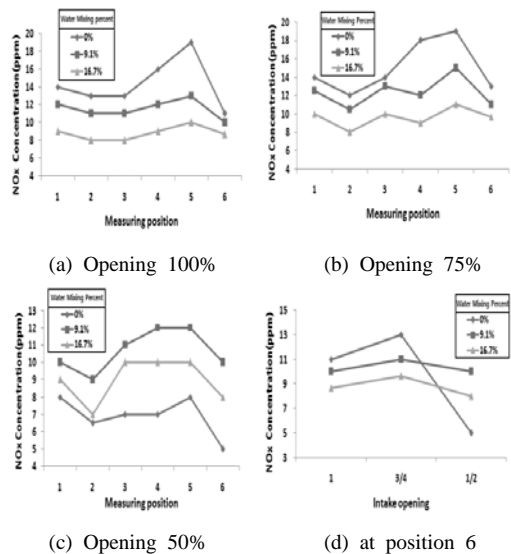 Water Mixing percent
0%
9.1%
16.7%
NOx Concentration(ppm)
20
18
16
14
12
10
8
6
4
1 2 3 4 5 6
Measuring position
(a) Opening 100%
Water Mixing Percent
0%
9.1%
16.7%
NOx Concentration(ppm)
20
18
16
14
12
10
8
6
4
1 2 3 4 5 6
Measuring position
(b) Opening 75%
Water Mixing Percent
0%
9.1%
16.7%
NOx Concentration(ppm)
13
12
11
10
9
8
7
6
5
4
1 2 3 4 5 6
Measuring position
(c) Opening 50%
Water Mixing Percent
0%
9.1%
16.7%
NOx Concentration(ppm)
15
13
11
9
7
5
3
1 3/4 1/2
Intake opening
(d) at position 6